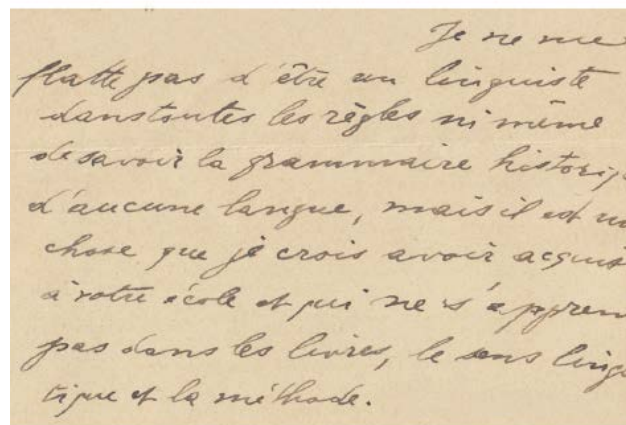 Je ne me
flatte pas d'être un linguiste
dans toutes les règles ni même
de savoir la grammaire historiq
d'aucune langue, mais il est un
chose que je crois avoir acquis
à votre école et qui ne s'appren
pas dans les livres, le sens lingu
tique et la méthode.